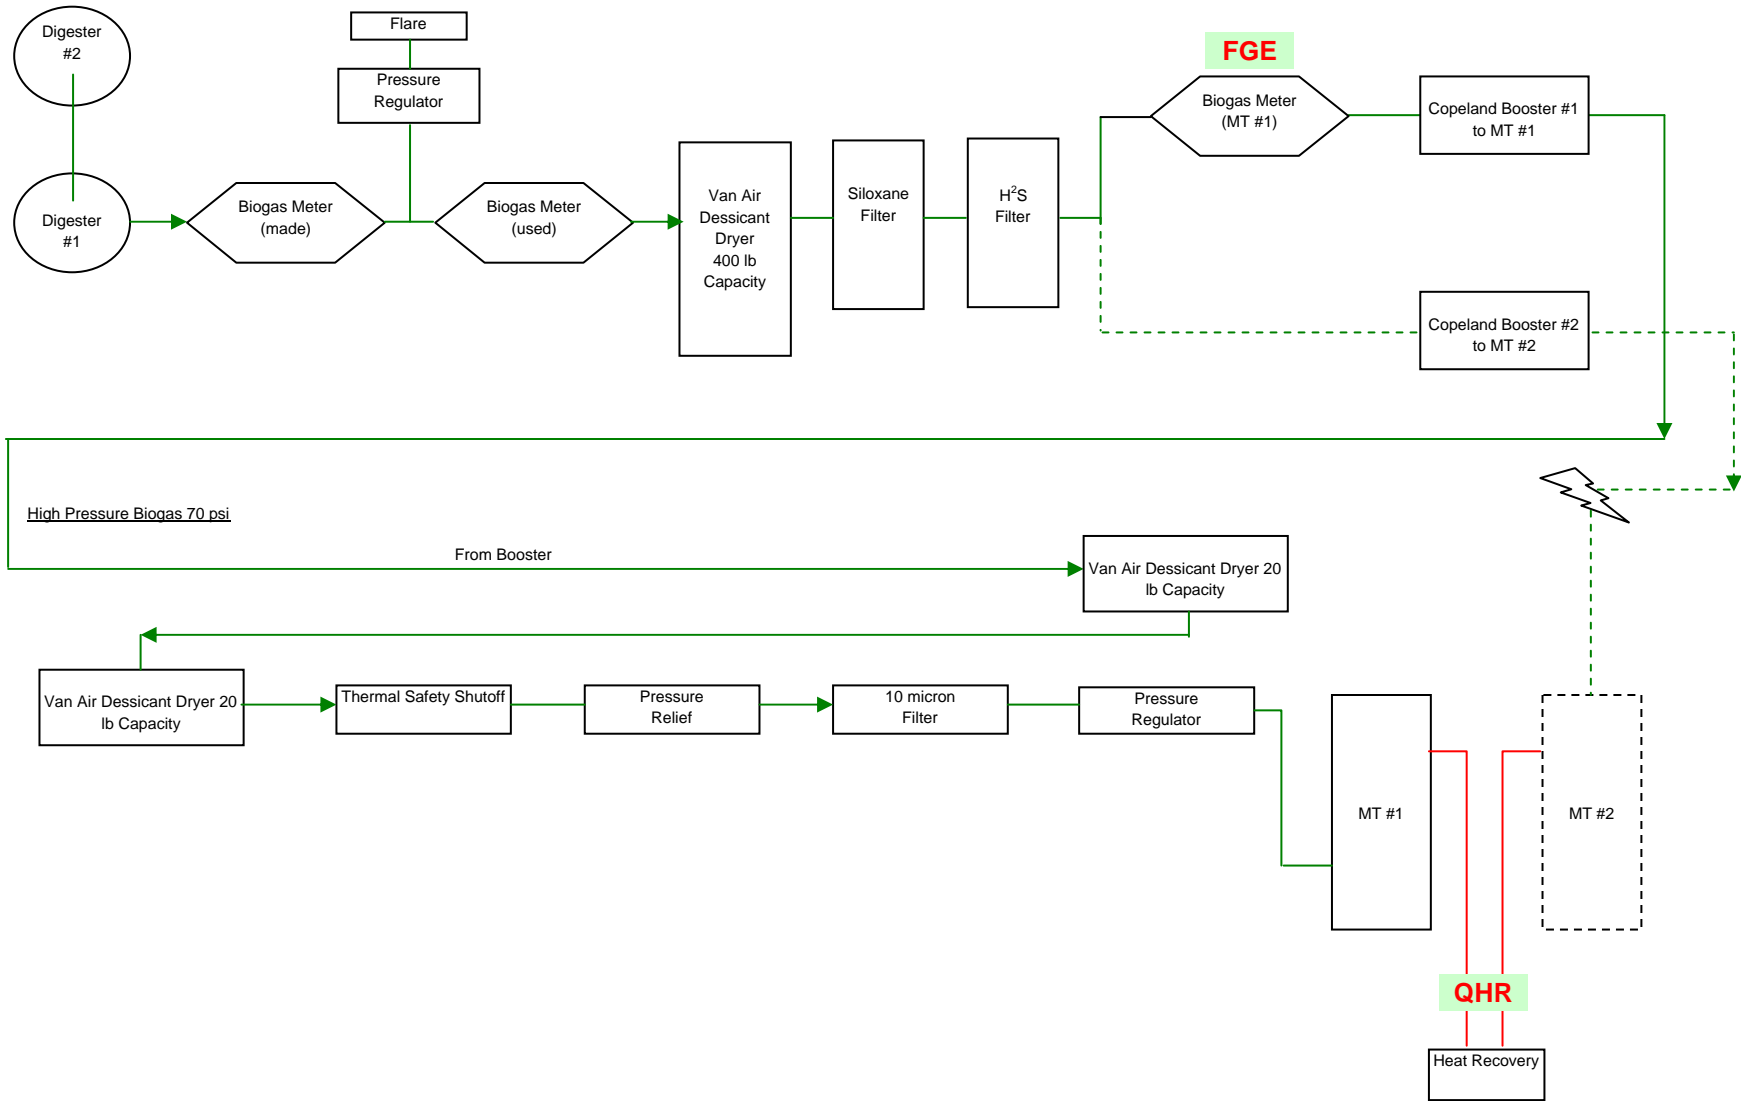 Digester
#2
Flare
Pressure
Regulator
FGE
Biogas Meter
(MT #1)
Copeland Booster #1
to MT #1
Digester
#1
Biogas Meter
(made)
Biogas Meter
(used)
Van Air
Dessicant
Dryer
400 lb
Capacity
Siloxane
Filter
H²S
Filter
Copeland Booster #2
to MT #2
High Pressure Biogas 70 psi
From Booster
Van Air Dessicant Dryer 20
lb Capacity
Van Air Dessicant Dryer 20
lb Capacity
Thermal Safety Shutoff
Pressure
Relief
10 micron
Filter
Pressure
Regulator
MT #1
MT #2
QHR
Heat Recovery